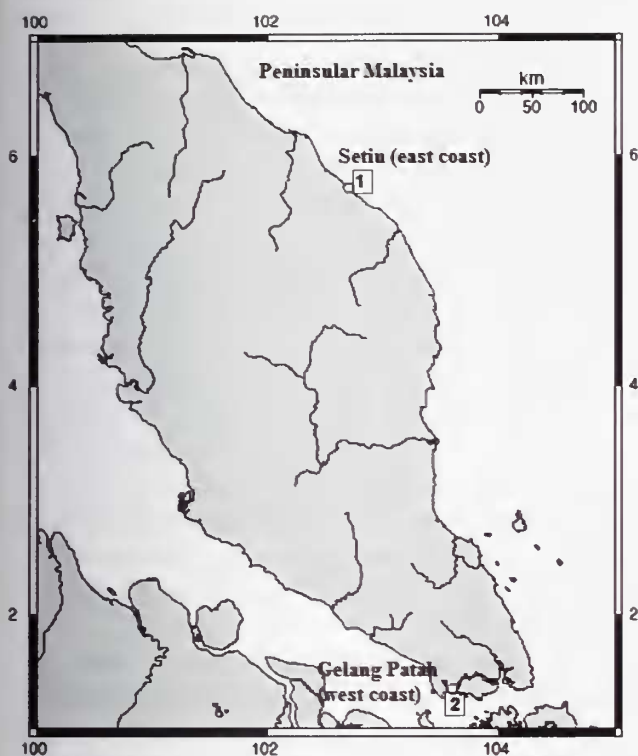 100 102 104
Peninsular Malaysia
km
0 50 100
6 6
Setiu (east coast)
1
4 4
2 2
Gelang Patah
(west coast)
2
100 102 104